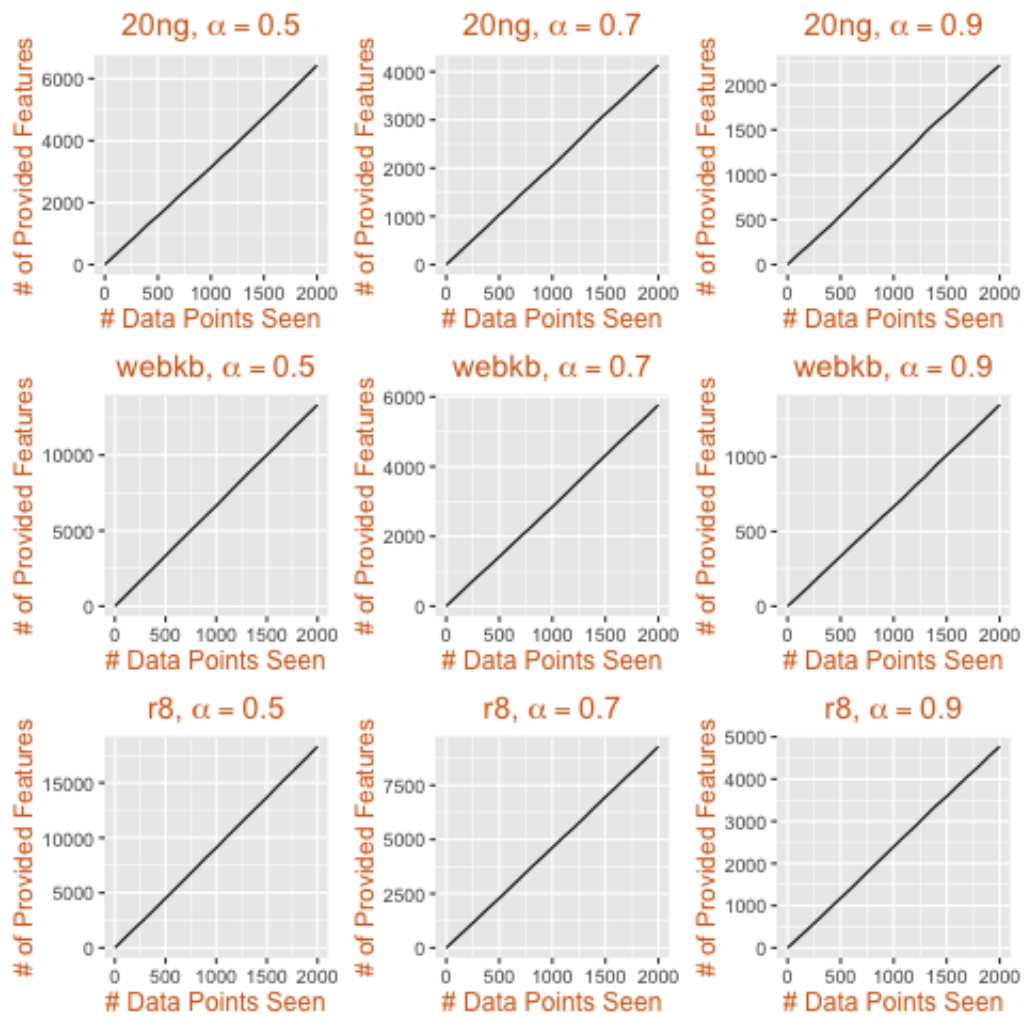 20ng, α = 0.5
# of Provided Features
6000
4000
2000
0
0 500 1000 1500 2000
# Data Points Seen
20ng, α = 0.7
# of Provided Features
4000
3000
2000
1000
0
0 500 1000 1500 2000
# Data Points Seen
20ng, α = 0.9
# of Provided Features
2000
1500
1000
500
0
0 500 1000 1500 2000
# Data Points Seen
webkb, α = 0.5
# of Provided Features
10000
5000
0
0 500 1000 1500 2000
# Data Points Seen
webkb, α = 0.7
# of Provided Features
6000
4000
2000
0
0 500 1000 1500 2000
# Data Points Seen
webkb, α = 0.9
# of Provided Features
1000
500
0
0 500 1000 1500 2000
# Data Points Seen
r8, α = 0.5
# of Provided Features
15000
10000
5000
0
0 500 1000 1500 2000
# Data Points Seen
r8, α = 0.7
# of Provided Features
7500
5000
2500
0
0 500 1000 1500 2000
# Data Points Seen
r8, α = 0.9
# of Provided Features
5000
4000
3000
2000
1000
0
0 500 1000 1500 2000
# Data Points Seen